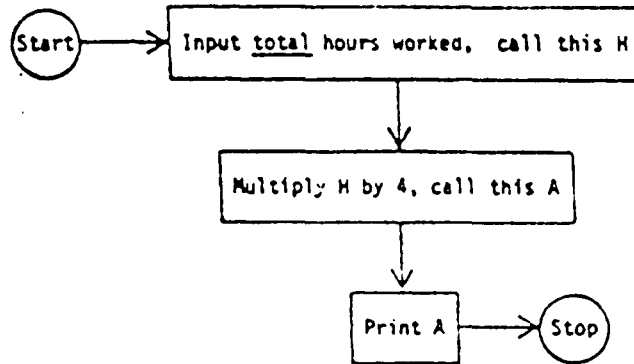 Start
Input total hours worked, call this H
Multiply H by 4, call this A
Print A
Stop